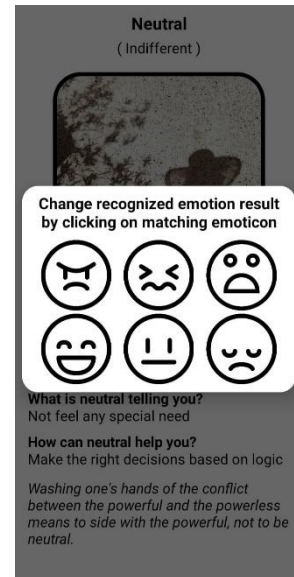 Neutral
( Indifferent )
Change recognized emotion result
by clicking on matching emoticon
What is neutral telling you?
Not feel any special need
How can neutral help you?
Make the right decisions based on logic
Washing one's hands of the conflict
between the powerful and the powerless
means to side with the powerful, not to be
neutral.